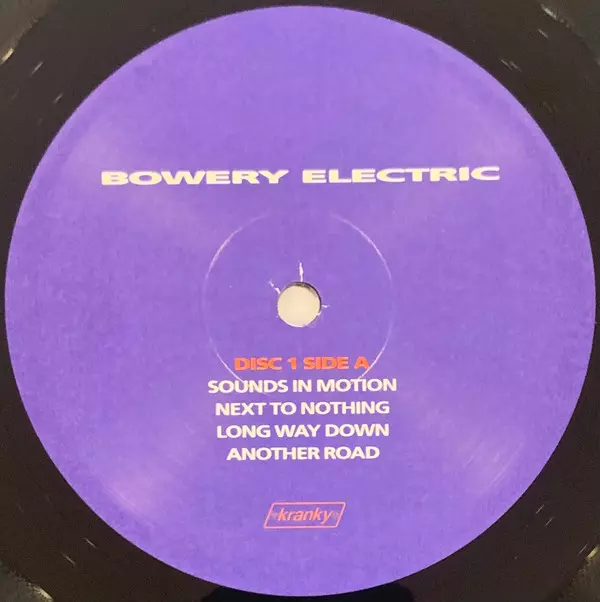 BOWERY ELECTRIC
DISC 1 SIDE A
SOUNDS IN MOTION
NEXT TO NOTHING
LONG WAY DOWN
ANOTHER ROAD
kranky